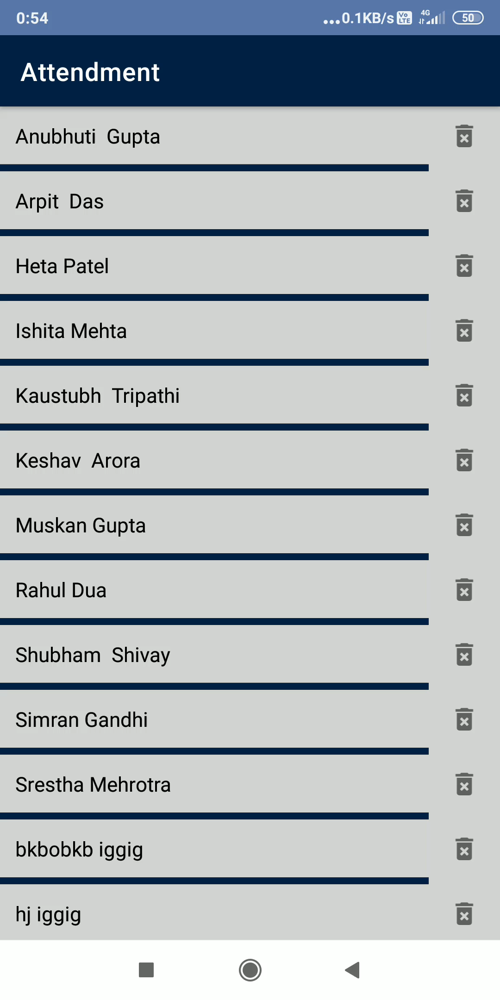 0:54 ...0.1KB/s Vo LTE 4G 50
Attendment
Anubhuti  Gupta
Arpit  Das
Heta Patel
Ishita Mehta
Kaustubh  Tripathi
Keshav  Arora
Muskan Gupta
Rahul Dua
Shubham  Shivay
Simran Gandhi
Srestha Mehrotra
bkbobkb iggig
hj iggig